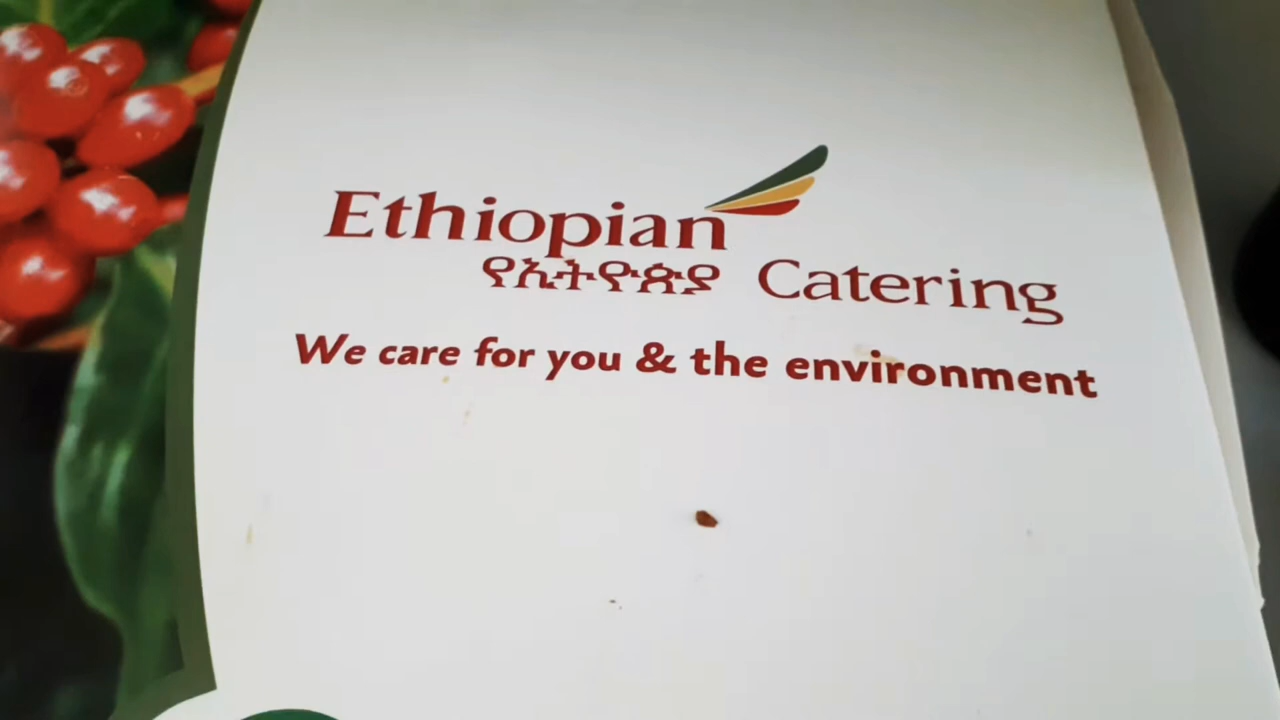 Ethiopian
የኢትዮጵያ Catering
We care for you & the environment